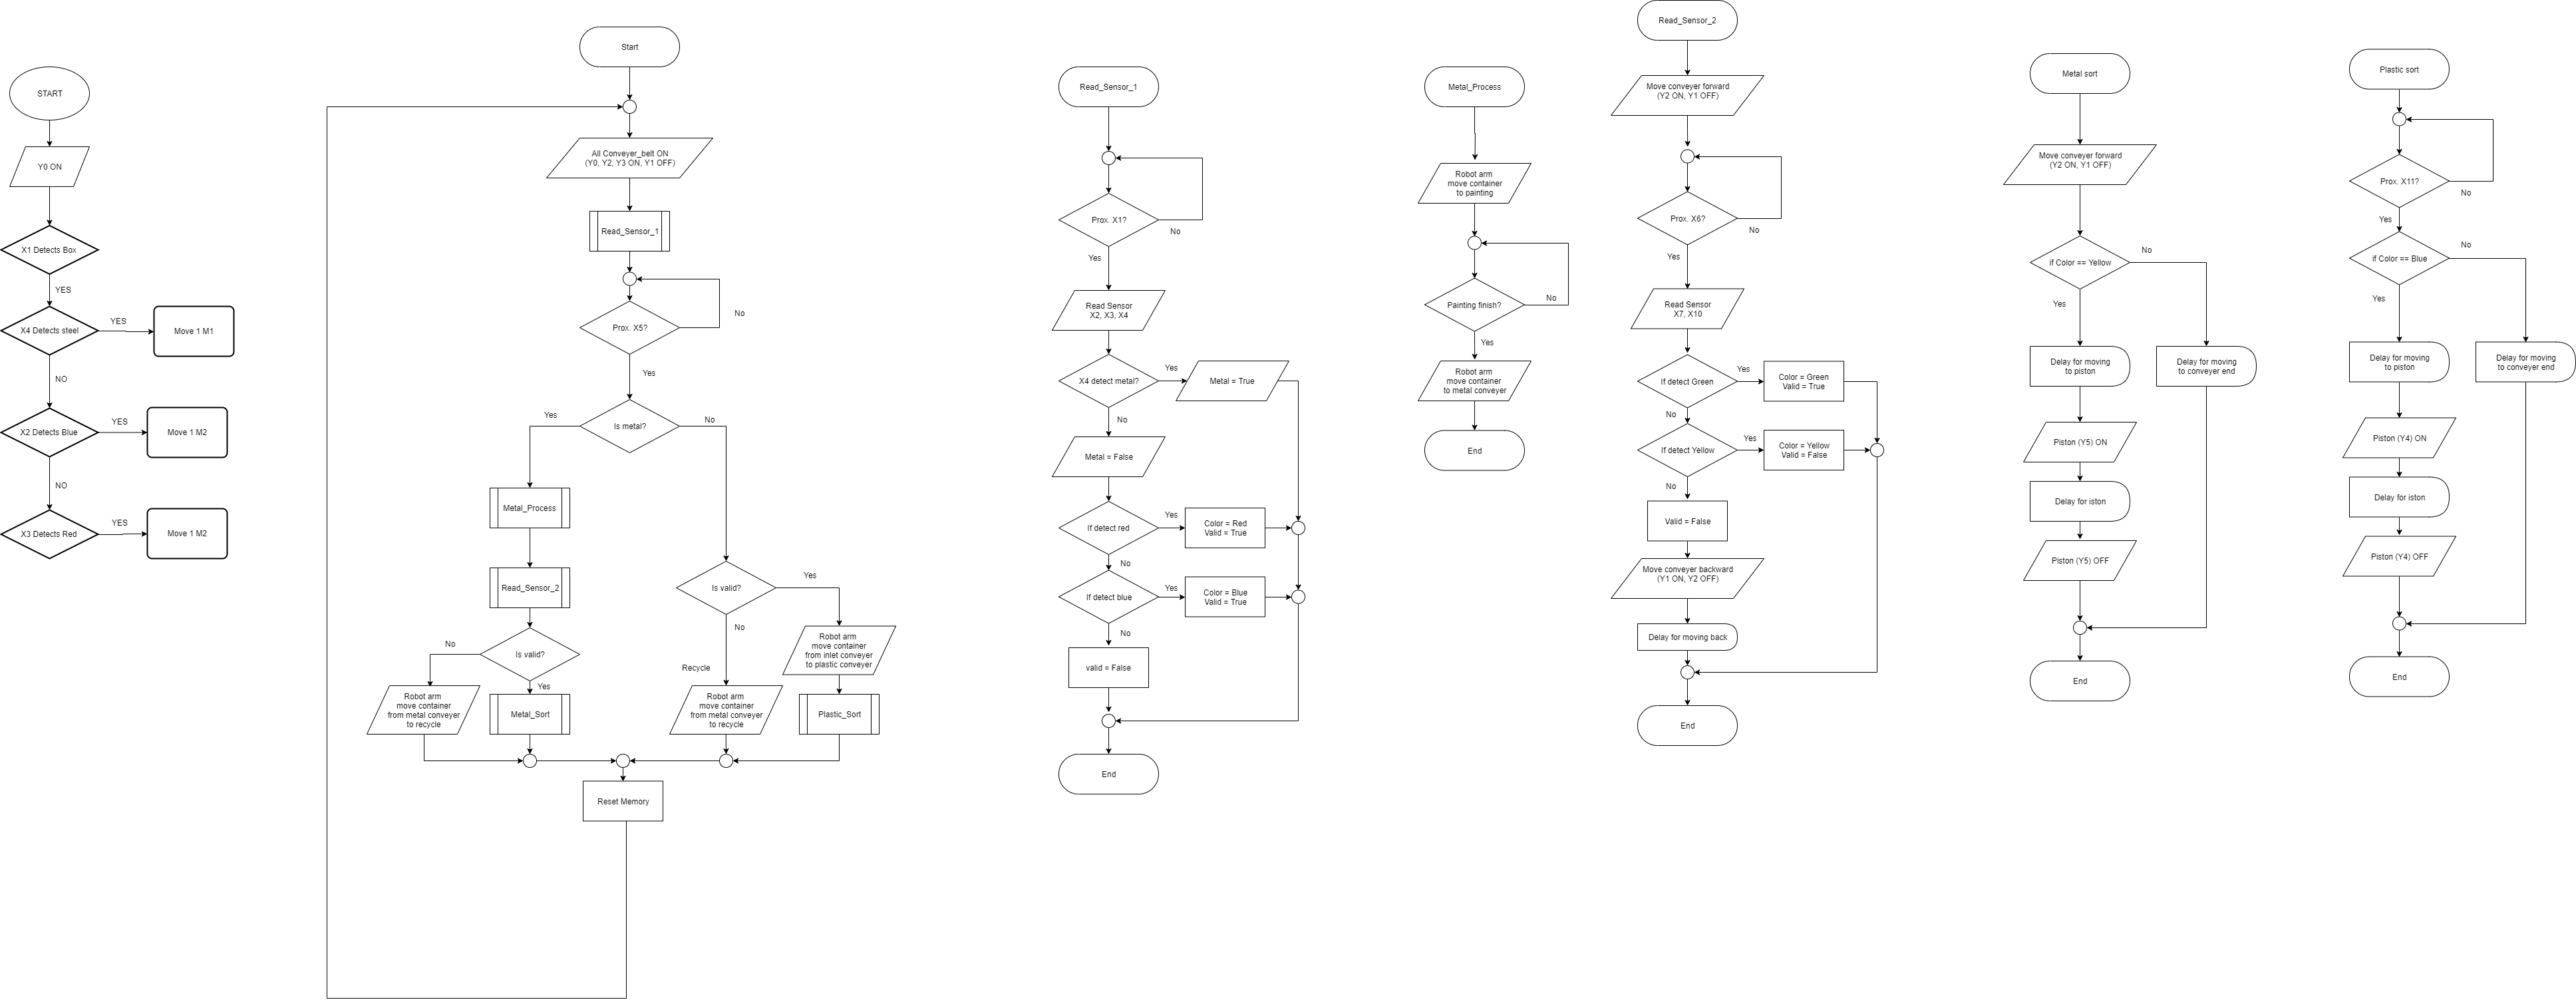 START
Y0 ON
X1 Detects Box
YES
X4 Detects steel
YES
Move 1 M1
NO
X2 Detects Blue
YES
Move 1 M2
NO
X3 Detects Red
YES
Move 1 M2
Start
All Conveyer_belt ON
(Y0, Y2, Y3 ON, Y1 OFF)
Read_Sensor_1
Prox. X5?
No
Yes
Is metal?
Yes
No
Metal_Process
Read_Sensor_2
Is valid?
No
Yes
Robot arm
move container
from metal conveyer
to recycle
Metal_Sort
Is valid?
Yes
No
Recycle
Robot arm
move container
from metal conveyer
to recycle
Robot arm
move container
from inlet conveyer
to plastic conveyer
Plastic_Sort
Reset Memory
Read_Sensor_1
Prox. X1?
No
Yes
Read Sensor
X2, X3, X4
X4 detect metal?
Yes
Metal = True
No
Metal = False
If detect red
Yes
Color = Red
Valid = True
No
If detect blue
Yes
Color = Blue
Valid = True
No
valid = False
End
Metal_Process
Robot arm
move container
to painting
Painting finish?
No
Yes
Robot arm
move container
to metal conveyer
End
Read_Sensor_2
Move conveyer forward
(Y2 ON, Y1 OFF)
Prox. X6?
No
Yes
Read Sensor
X7, X10
If detect Green
Yes
Color = Green
Valid = True
No
If detect Yellow
Yes
Color = Yellow
Valid = False
No
Valid = False
Move conveyer backward
(Y1 ON, Y2 OFF)
Delay for moving back
End
Metal sort
Move conveyer forward
(Y2 ON, Y1 OFF)
if Color == Yellow
No
Yes
Delay for moving
to piston
Delay for moving
to conveyer end
Piston (Y5) ON
Delay for iston
Piston (Y5) OFF
End
Plastic sort
Prox. X11?
No
Yes
if Color == Blue
No
Yes
Delay for moving
to piston
Delay for moving
to conveyer end
Piston (Y4) ON
Delay for iston
Piston (Y4) OFF
End